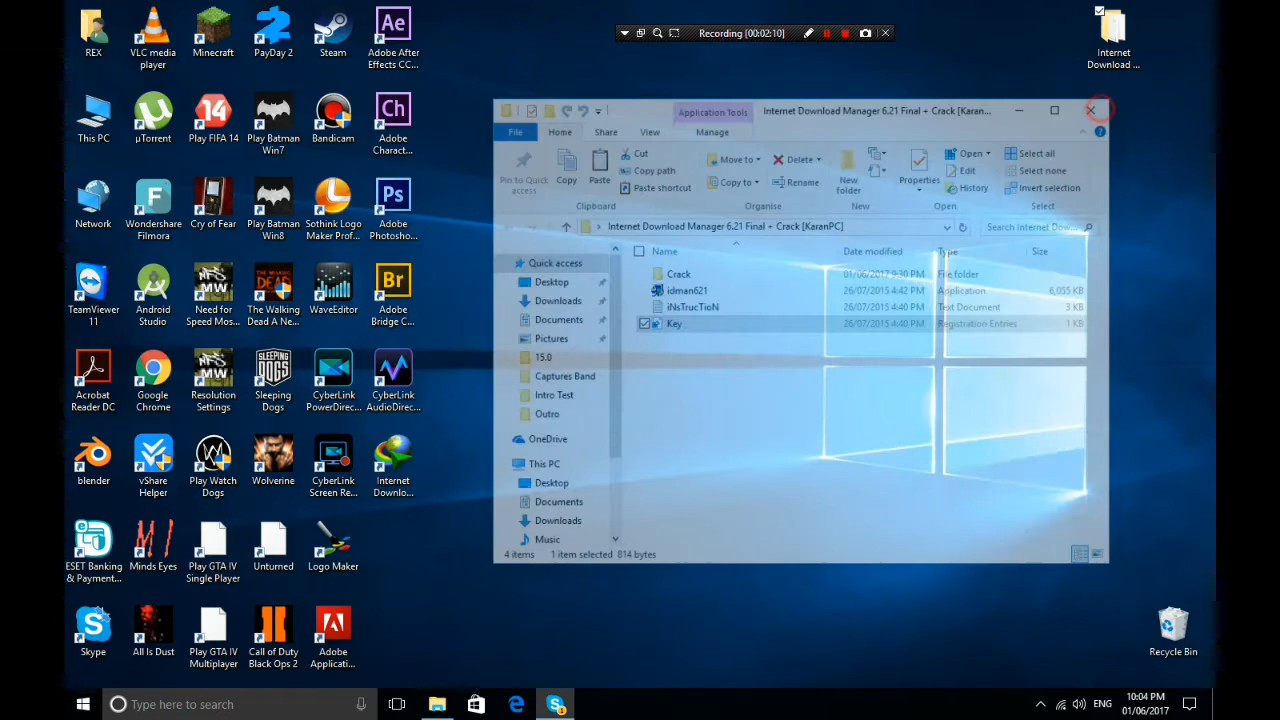 REX
VLC media
player
Minecraft
PayDay 2
Steam
Adobe After
Effects CC...
This PC
µTorrent
14
Play FIFA 14
Play Batman
Win7
Bandicam
Ch
Adobe
Charact...
Network
F
Wondershare
Filmora
Cry of Fear
Play Batman
Win8
Sothink Logo
Maker Prof...
Ps
Adobe
Photosho...
TeamViewer
11
Android
Studio
Need for
Speed Mos...
The Walking
Dead A Ne...
WaveEditor
Br
Adobe
Bridge C...
Acrobat
Reader DC
Google
Chrome
Resolution
Settings
SLEEPING
DOGS
Sleeping
Dogs
CyberLink
PowerDirec...
CyberLink
AudioDirec...
blender
vShare
Helper
Play Watch
Dogs
Wolverine
CyberLink
Screen Re...
Internet
Downlo...
ESET Banking
& Payment...
Minds Eyes
Play GTA IV
Single Player
Unturned
Logo Maker
Skype
All Is Dust
Play GTA IV
Multiplayer
Call of Duty
Black Ops 2
Adobe
Applicati...
Ae
Recording [00:02:10]
Internet
Download ...
Application Tools
Internet Download Manager 6.21 Final + Crack [Karan...
File
Home
Share
View
Manage
Pin to Quick
access
Copy
Paste
Cut
Copy path
Paste shortcut
Clipboard
Move to
Copy to
Delete
Rename
Organise
New
folder
New
Properties
Open
Edit
History
Open
Select all
Select none
Invert selection
Select
Internet Download Manager 6.21 Final + Crack [KaranPC]
Search Internet Dow...
Name
Date modified
Type
Size
Crack
01/06/2017 9:30 PM
File folder
idman621
26/07/2015 4:42 PM
Application
6,055 KB
iNsTrucTioN
26/07/2015 4:40 PM
Text Document
3 KB
Key
26/07/2015 4:40 PM
Registration Entries
1 KB
Quick access
Desktop
Downloads
Documents
Pictures
15.0
Captures Band
Intro Test
Outro
OneDrive
This PC
Desktop
Documents
Downloads
Music
4 items
1 item selected
814 bytes
Recycle Bin
Type here to search
ENG
10:04 PM
01/06/2017